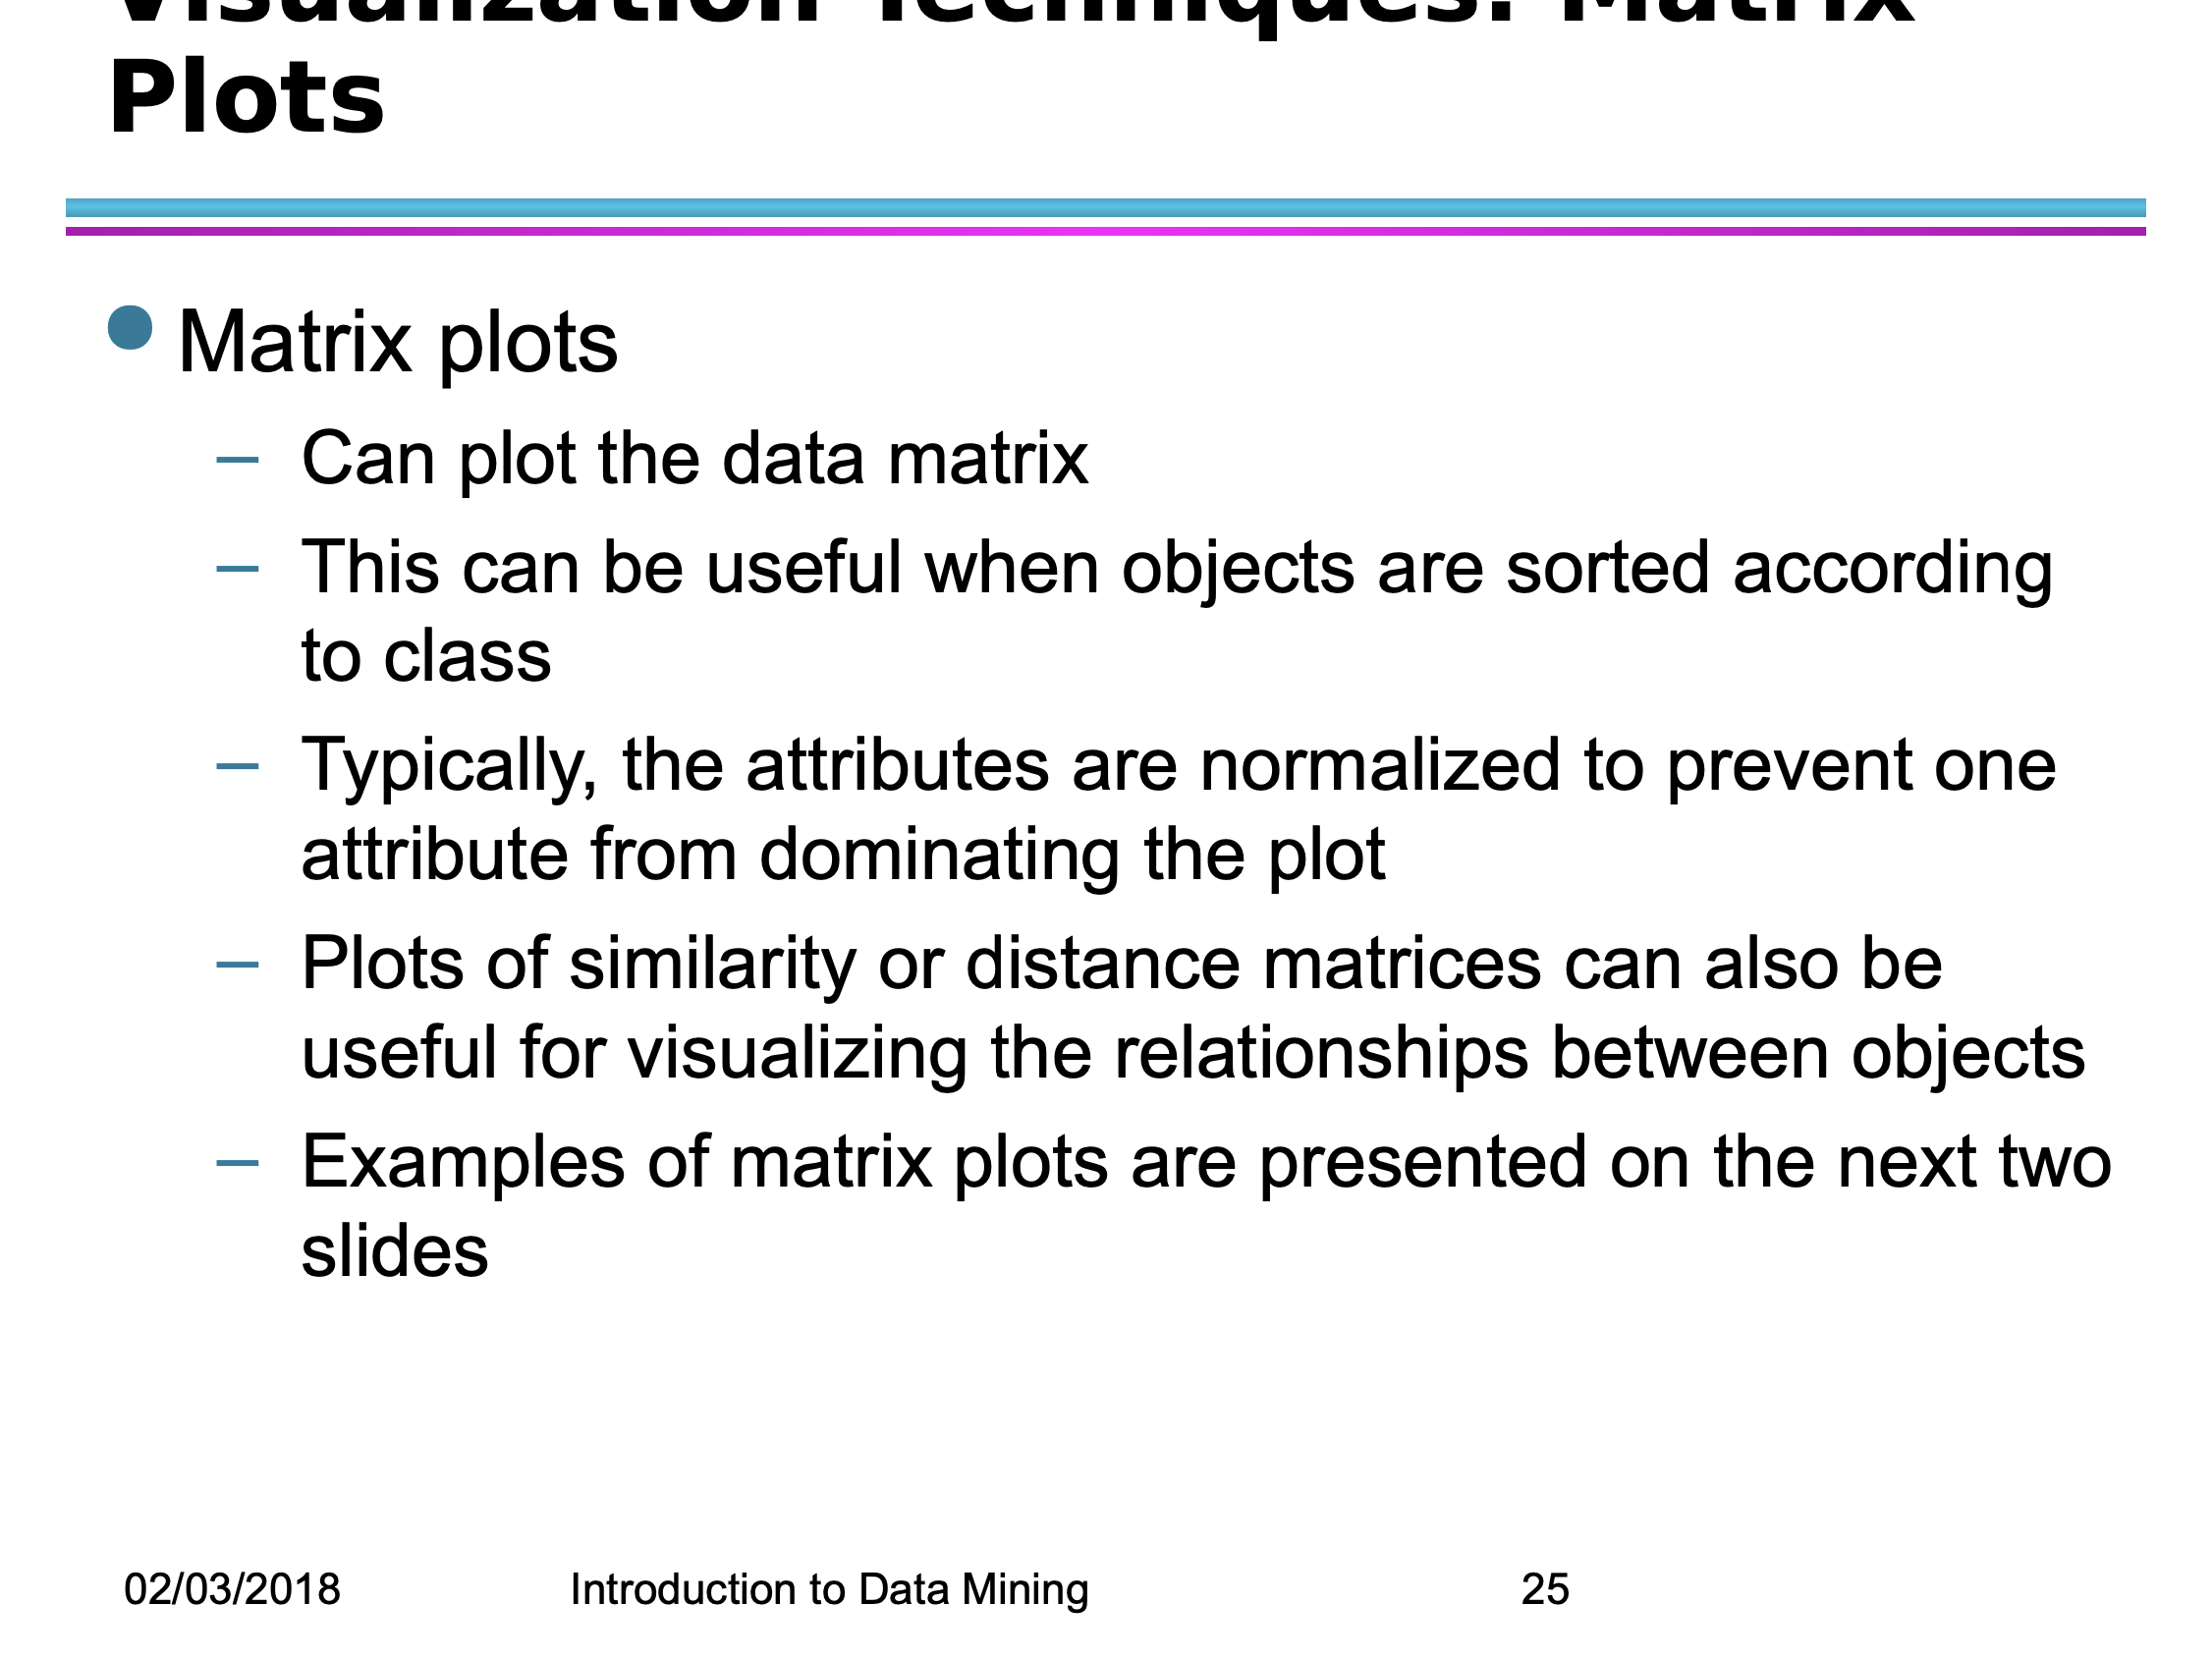 Visualization Techniques: Matrix
Plots
Matrix plots
– Can plot the data matrix
– This can be useful when objects are sorted according
to class
– Typically, the attributes are normalized to prevent one
attribute from dominating the plot
– Plots of similarity or distance matrices can also be
useful for visualizing the relationships between objects
– Examples of matrix plots are presented on the next two
slides
02/03/2018 Introduction to Data Mining 25